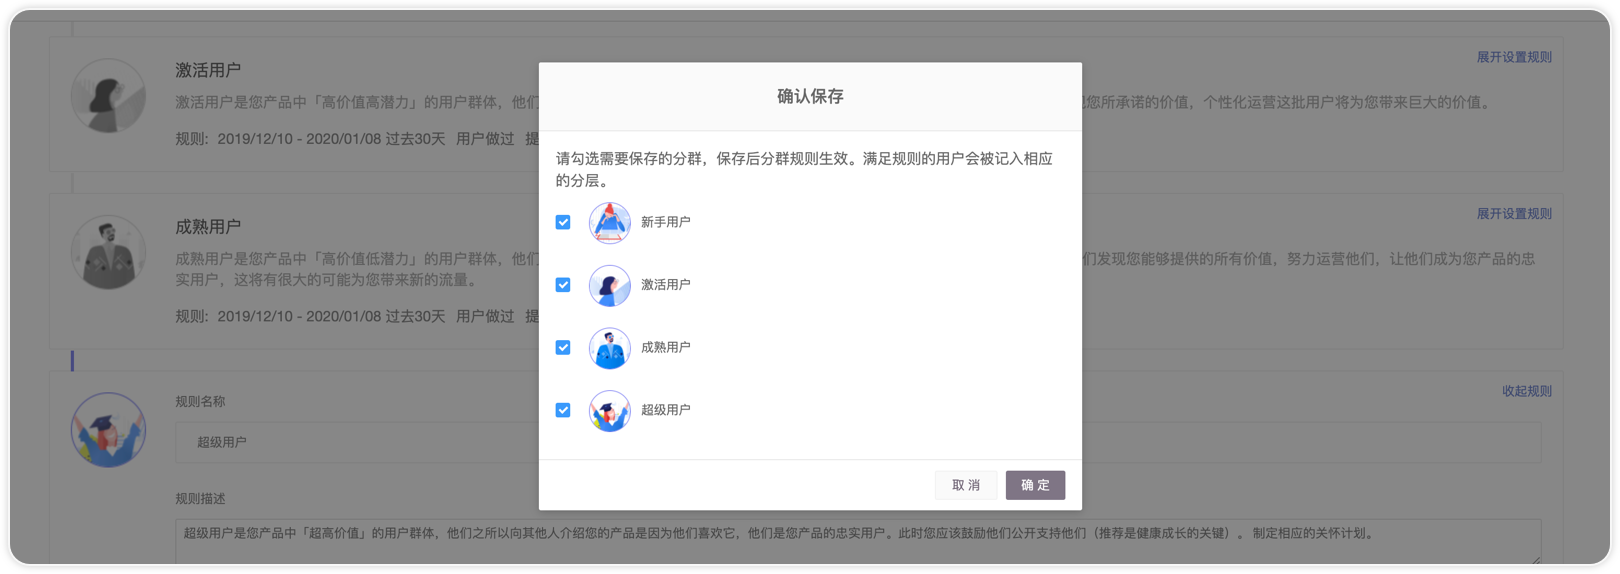 激活用户
展开设置规则
激活用户是您产品中「高价值高潜力」的用户群体，他们
您所承诺的价值，个性化运营这批用户将为您带来巨大的价值。
规则：2019/12/10 - 2020/01/08 过去30天 用户做过 提
成熟用户
展开设置规则
成熟用户是您产品中「高价值低潜力」的用户群体，他们
们发现您能够提供的所有价值，努力运营他们，让他们成为您产品的忠
实用户，这将有很大的可能为您带来新的流量。
规则：2019/12/10 - 2020/01/08 过去30天 用户做过 提
收起规则
规则名称
超级用户
规则描述
超级用户是您产品中「超高价值」的用户群体，他们之所以向其他人介绍您的产品是因为他们喜欢它，他们是您产品的忠实用户。此时您应该鼓励他们公开支持他们（推荐是健康成长的关键）。 制定相应的关怀计划。
确认保存
请勾选需要保存的分群，保存后分群规则生效。满足规则的用户会被记入相应
的分层。
新手用户
激活用户
成熟用户
超级用户
取 消
确 定